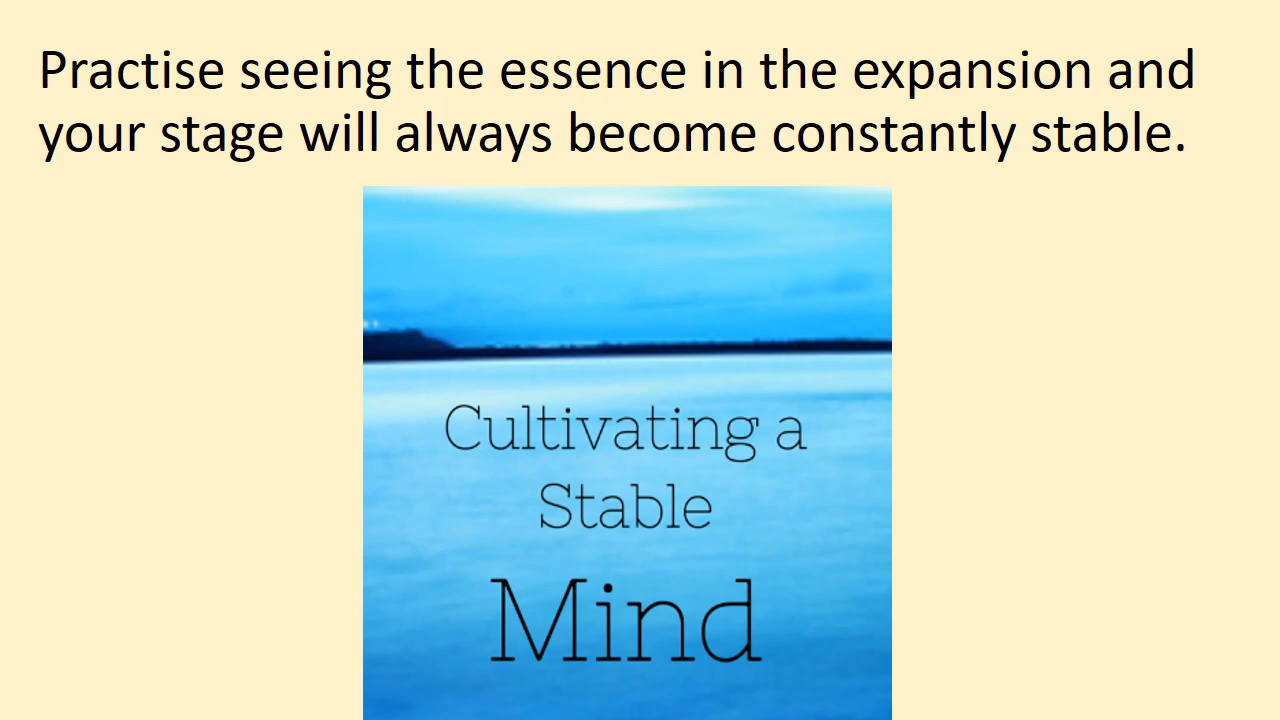 Practise seeing the essence in the expansion and
your stage will always become constantly stable.
Cultivating a
Stable
Mind